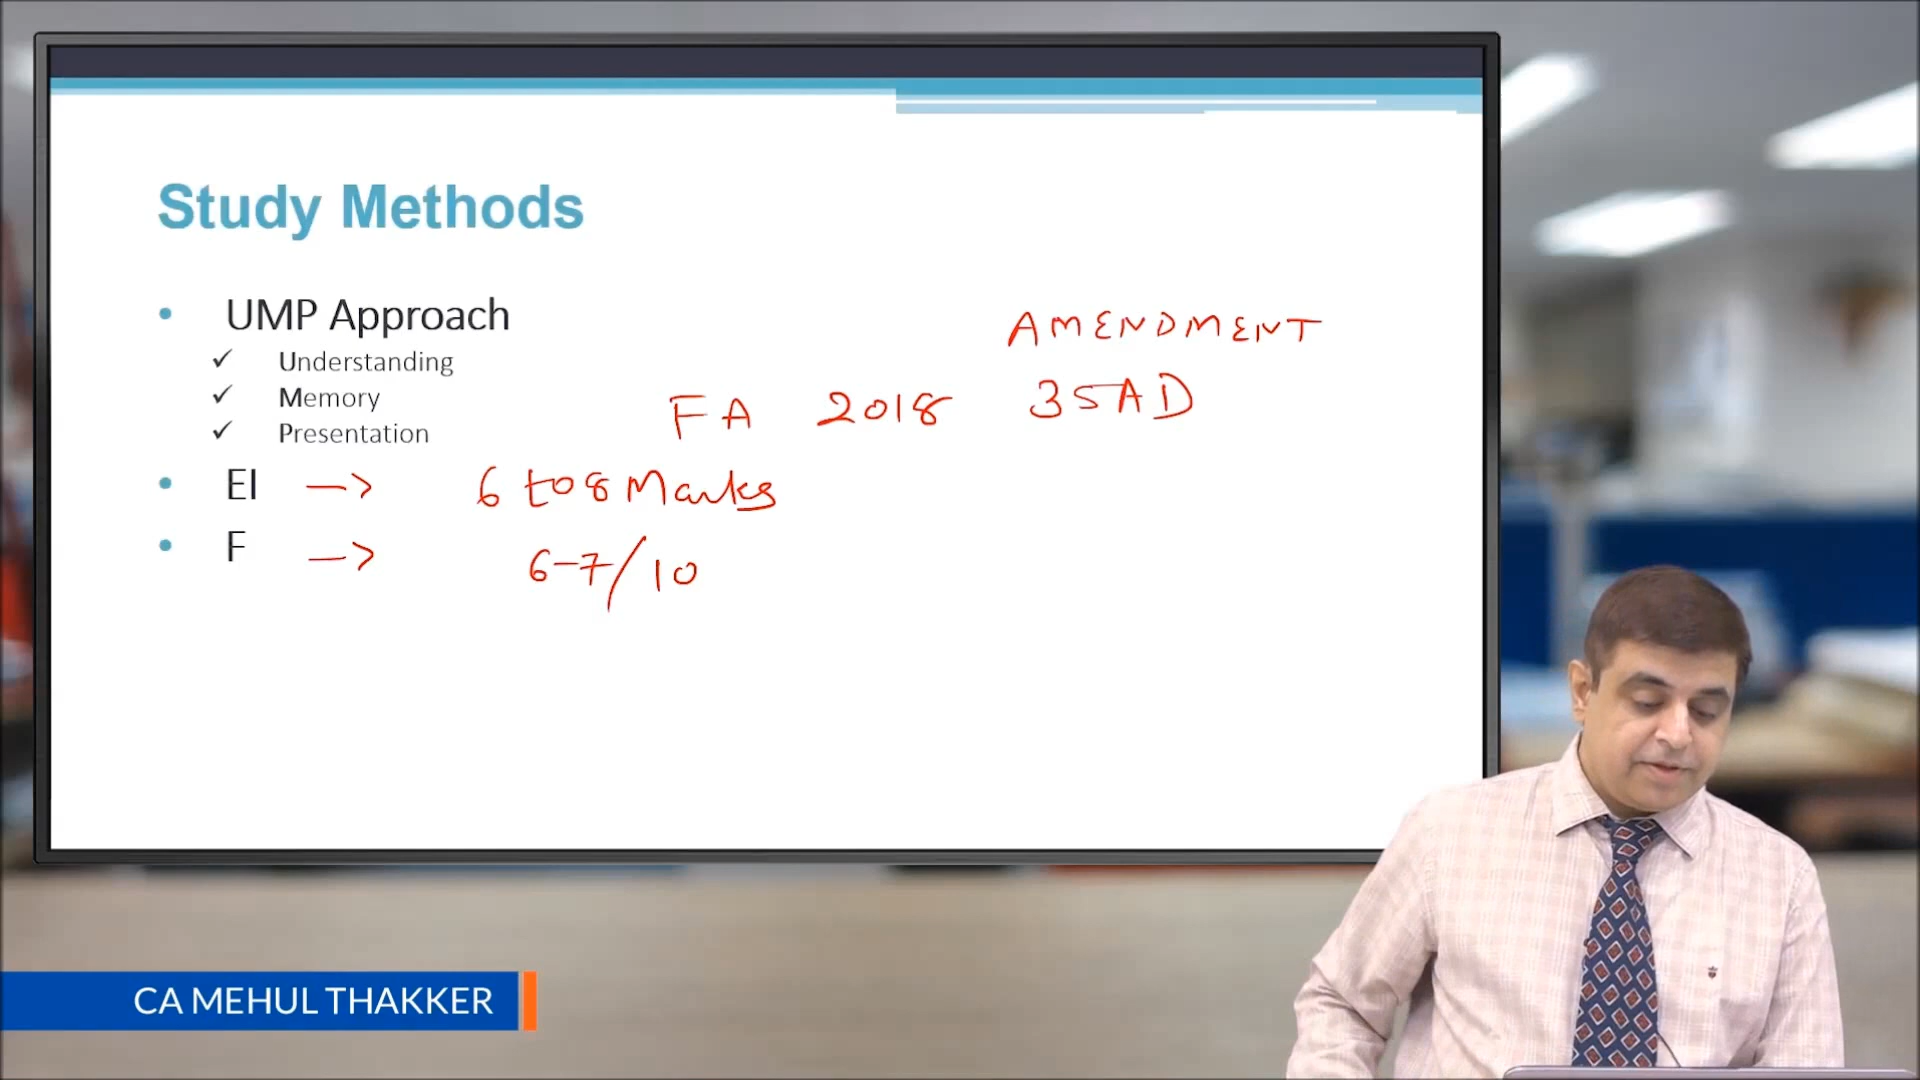 Study Methods
• UMP Approach
✓ Understanding
✓ Memory
✓ Presentation
AMENDMENT
FA 2018 35AD
• EI —> 6 to 8 Marks
• F —> 6-7/10
CA MEHUL THAKKER